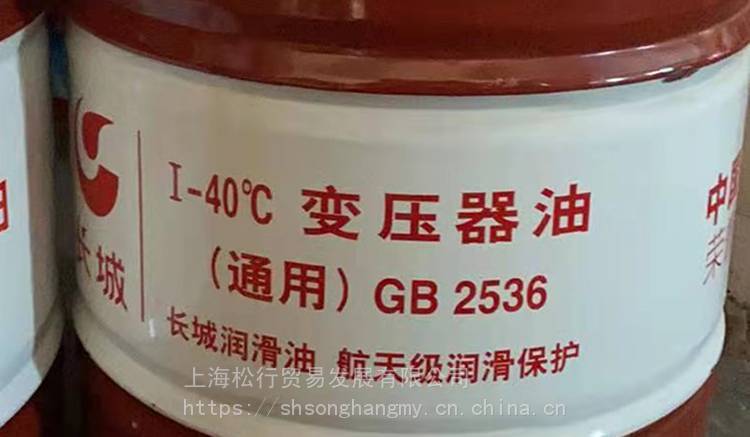 I-40℃ 变压器油
（通用）GB 2536
长城
长城润滑油 航天级润滑保护
中国
上海松行贸易发展有限公司
https://shsonghangmy.cn.china.cn